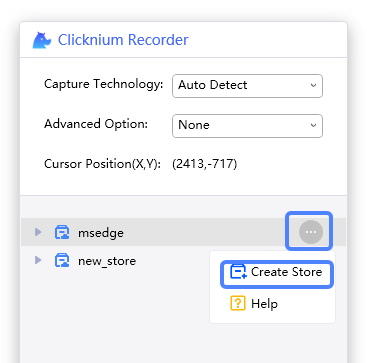 Clicknium Recorder
Capture Technology: Auto Detect
Advanced Option: None
Cursor Position(X,Y): (2413,-717)
msedge
new_store
Create Store
Help